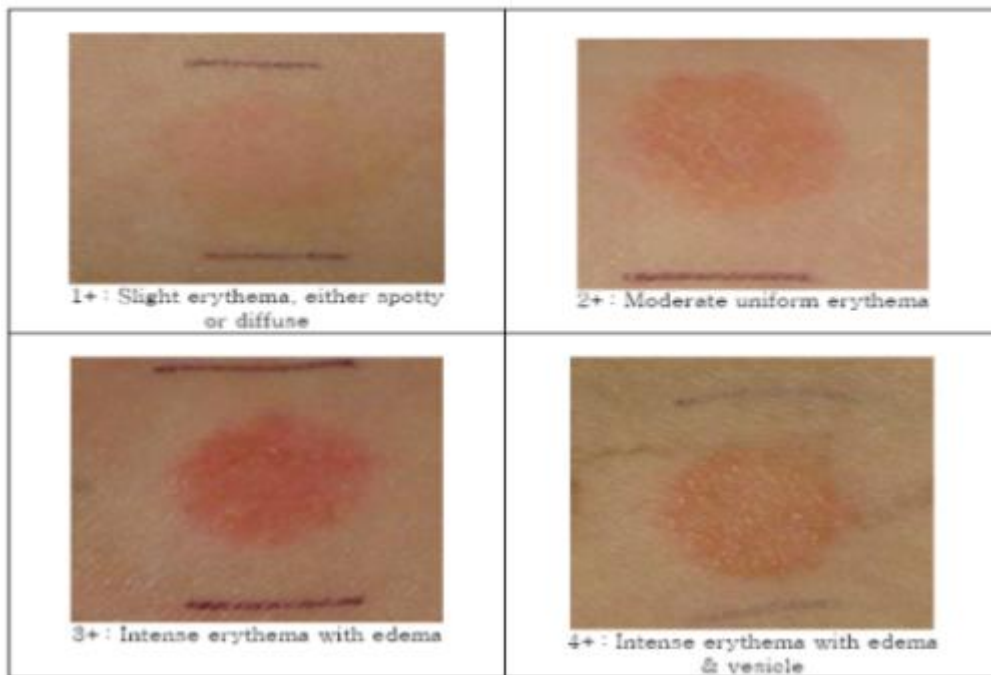 1+ : Slight erythema, either spotty
or diffuse
2+ : Moderate uniform erythema
3+ : Intense erythema with edema
4+ : Intense erythema with edema
& vesicle